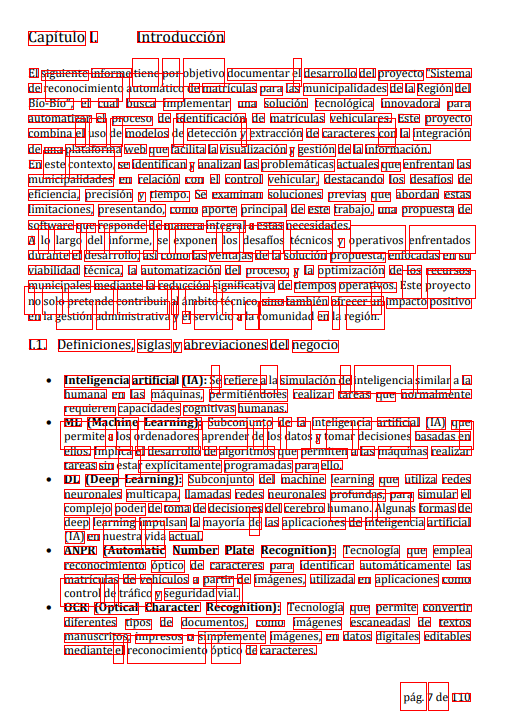 Capítulo I. Introducción
El siguiente informe tiene por objetivo documentar el desarrollo del proyecto "Sistema
de reconocimiento automático de matrículas para las municipalidades de la Región del
Bío-Bío", el cual busca implementar una solución tecnológica innovadora para
automatizar el proceso de identificación de matrículas vehiculares. Este proyecto
combina el uso de modelos de detección y extracción de caracteres con la integración
de una plataforma web que facilita la visualización y gestión de la información.
En este contexto, se identifican y analizan las problemáticas actuales que enfrentan las
municipalidades en relación con el control vehicular, destacando los desafíos de
eficiencia, precisión y tiempo. Se examinan soluciones previas que abordan estas
limitaciones, presentando, como aporte principal de este trabajo, una propuesta de
software que responde de manera integral a estas necesidades.
A lo largo del informe, se exponen los desafíos técnicos y operativos enfrentados
durante el desarrollo, así como las ventajas de la solución propuesta, enfocadas en su
viabilidad técnica, la automatización del proceso, y la optimización de los recursos
municipales mediante la reducción significativa de tiempos operativos. Este proyecto
no solo pretende contribuir al ámbito técnico, sino también ofrecer un impacto positivo
en la gestión administrativa y el servicio a la comunidad en la región.
I.1. Definiciones, siglas y abreviaciones del negocio
• Inteligencia artificial (IA): Se refiere a la simulación de inteligencia similar a la
humana en las máquinas, permitiéndoles realizar tareas que normalmente
requieren capacidades cognitivas humanas.
• ML (Machine Learning): Subconjunto de la inteligencia artificial (IA) que
permite a los ordenadores aprender de los datos y tomar decisiones basadas en
ellos. Implica el desarrollo de algoritmos que permiten a las máquinas realizar
tareas sin estar explícitamente programadas para ello.
• DL (Deep Learning): Subconjunto del machine learning que utiliza redes
neuronales multicapa, llamadas redes neuronales profundas, para simular el
complejo poder de toma de decisiones del cerebro humano. Algunas formas de
deep learning impulsan la mayoría de las aplicaciones de inteligencia artificial
(IA) en nuestra vida actual.
• ANPR (Automatic Number Plate Recognition): Tecnología que emplea
reconocimiento óptico de caracteres para identificar automáticamente las
matrículas de vehículos a partir de imágenes, utilizada en aplicaciones como
control de tráfico y seguridad vial.
• OCR (Optical Character Recognition): Tecnología que permite convertir
diferentes tipos de documentos, como imágenes escaneadas de textos
manuscritos, impresos o simplemente imágenes, en datos digitales editables
mediante el reconocimiento óptico de caracteres.
pág. 7 de 110